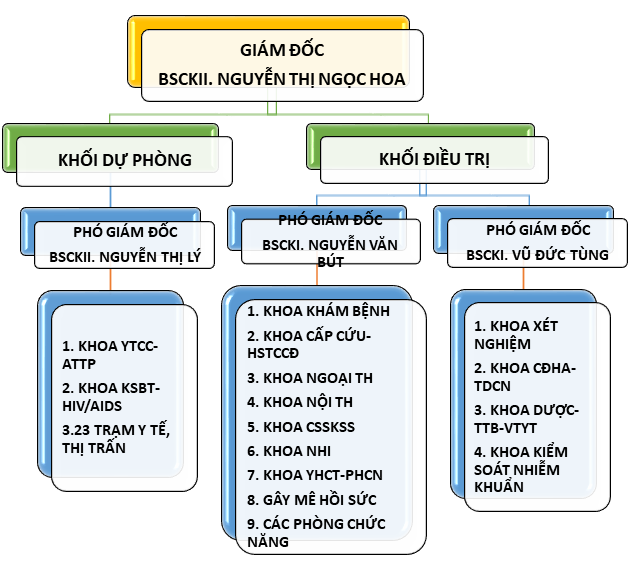 GIÁM ĐỐC
BSCKII. NGUYỄN THỊ NGỌC HOA
KHỐI DỰ PHÒNG
KHỐI ĐIỀU TRỊ
PHÓ GIÁM ĐỐC
BSCKII. NGUYỄN THỊ LÝ
PHÓ GIÁM ĐỐC
BSCKI. NGUYỄN VĂN
BÚT
PHÓ GIÁM ĐỐC
BSCKI. VŨ ĐỨC TÙNG
1. KHOA YTCC-
ATTP
2. KHOA KSBT-
HIV/AIDS
3.23 TRẠM Y TẾ,
THỊ TRẤN
1. KHOA KHÁM BỆNH
2. KHOA CẤP CỨU-
HSTCCĐ
3. KHOA NGOẠI TH
4. KHOA NỘI TH
5. KHOA CSSKSS
6. KHOA NHI
7. KHOA YHCT-PHCN
8. GÂY MÊ HỒI SỨC
9. CÁC PHÒNG CHỨC
NĂNG
1. KHOA XÉT
NGHIỆM
2. KHOA CĐHA-
TDCN
3. KHOA DƯỢC-
TTB-VTYT
4. KHOA KIỂM
SOÁT NHIỄM
KHUẨN